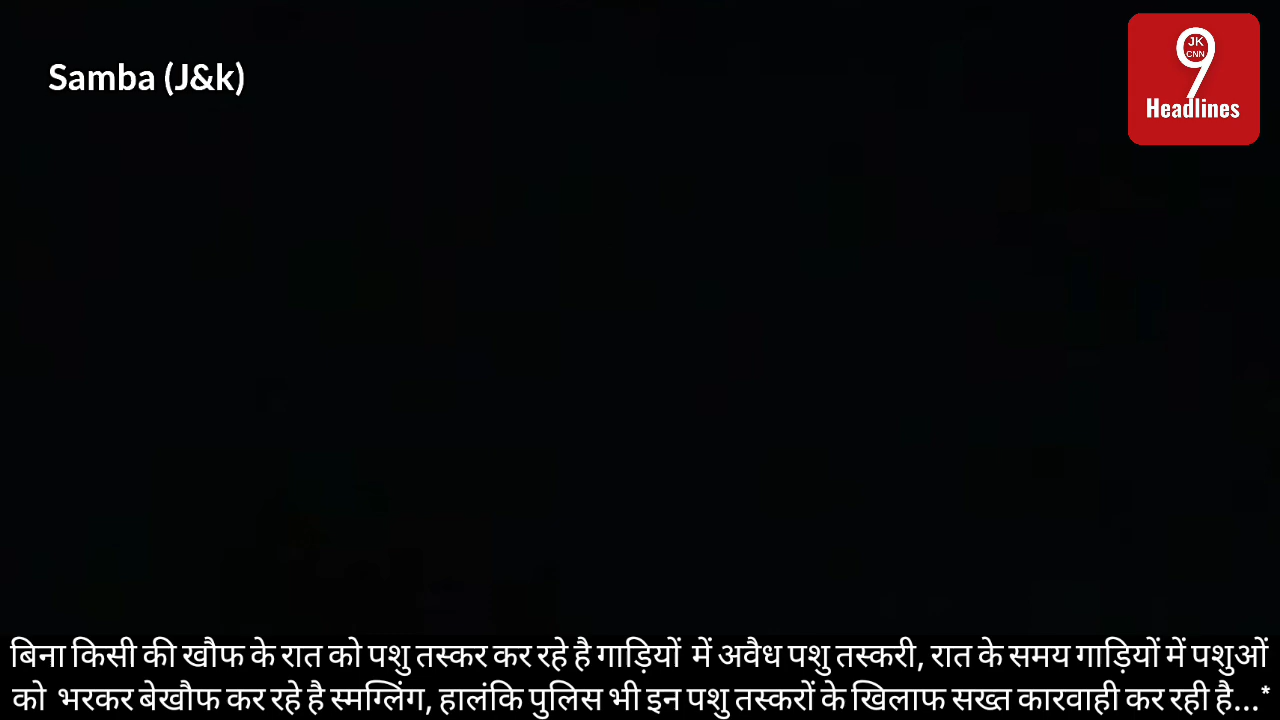 Samba (J&k)
JK
CNN
9
Headlines
बिना किसी की खौफ के रात को पशु तस्कर कर रहे है गाड़ियों में अवैध पशु तस्करी, रात के समय गाड़ियों में पशुओं
को भरकर बेखौफ कर रहे है स्मग्लिंग, हालंकि पुलिस भी इन पशु तस्करों के खिलाफ सख्त कारवाही कर रही है... *